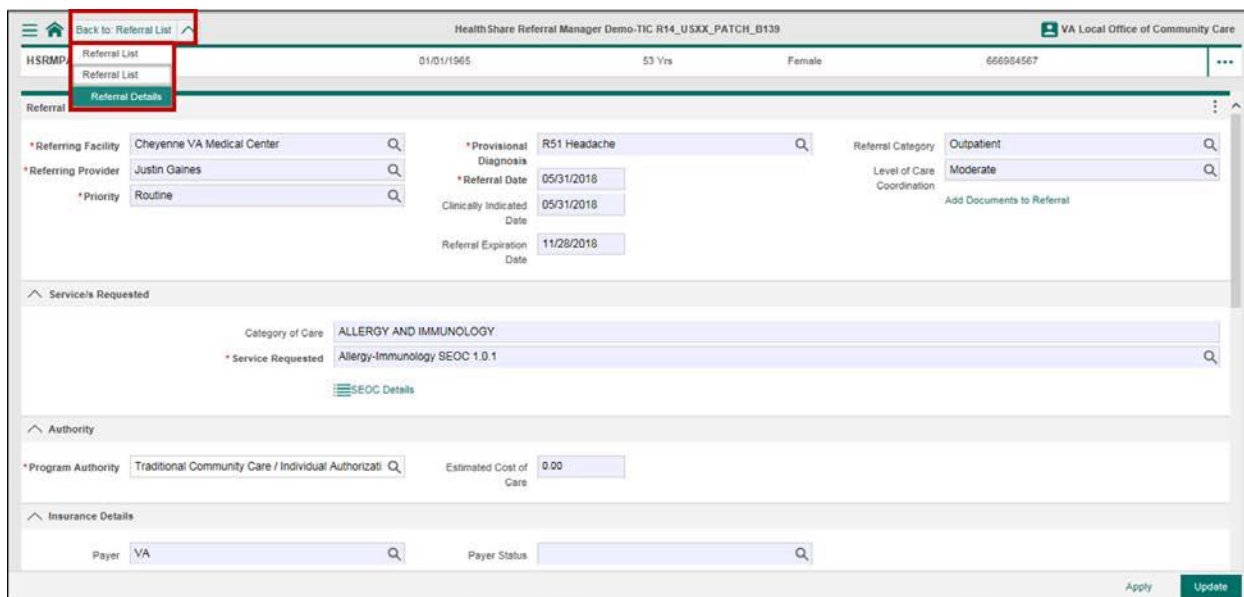 Back to: Referral List HealthShare Referral Manager Demo-TIC R14_USXX_PATCH_B139 VA Local Office of Community Care
Referral List
HSRMPA 01/01/1965 53 Yrs Female 666984567
Referral List
Referral Details
Referral
*Referring Facility Cheyenne VA Medical Center *Provisional Diagnosis R51 Headache Referral Category Outpatient
*Referring Provider Justin Gaines *Referral Date 05/31/2018 Level of Care Coordination Moderate
*Priority Routine Clinically Indicated Date 05/31/2018 Add Documents to Referral
Referral Expiration Date 11/28/2018
Service/s Requested
Category of Care ALLERGY AND IMMUNOLOGY
*Service Requested Allergy-Immunology SEOC 1.0.1
SEOC Details
Authority
*Program Authority Traditional Community Care / Individual Authorizati Estimated Cost of Care 0.00
Insurance Details
Payer VA Payer Status
Apply Update